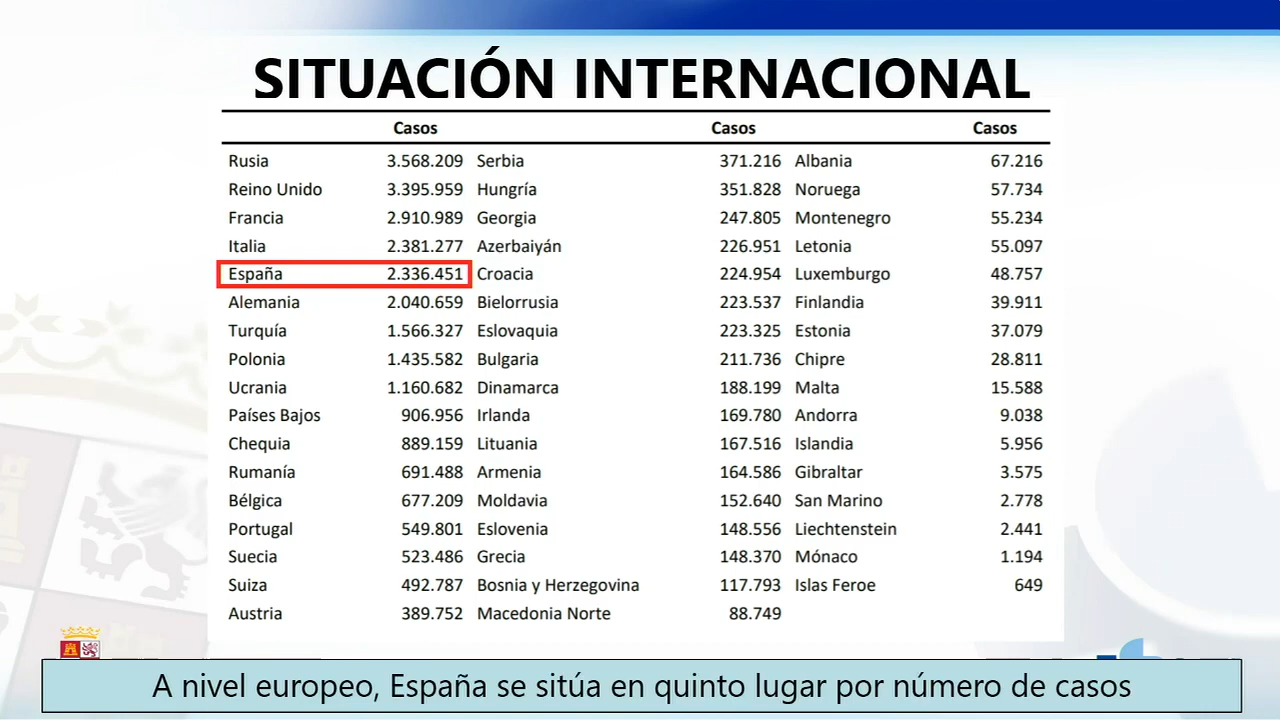 SITUACIÓN INTERNACIONAL
Casos Casos Casos
Rusia 3.568.209 Serbia 371.216 Albania 67.216
Reino Unido 3.395.959 Hungría 351.828 Noruega 57.734
Francia 2.910.989 Georgia 247.805 Montenegro 55.234
Italia 2.381.277 Azerbaiyán 226.951 Letonia 55.097
España 2.336.451 Croacia 224.954 Luxemburgo 48.757
Alemania 2.040.659 Bielorrusia 223.537 Finlandia 39.911
Turquía 1.566.327 Eslovaquia 223.325 Estonia 37.079
Polonia 1.435.582 Bulgaria 211.736 Chipre 28.811
Ucrania 1.160.682 Dinamarca 188.199 Malta 15.588
Países Bajos 906.956 Irlanda 169.780 Andorra 9.038
Chequia 889.159 Lituania 167.516 Islandia 5.956
Rumanía 691.488 Armenia 164.586 Gibraltar 3.575
Bélgica 677.209 Moldavia 152.640 San Marino 2.778
Portugal 549.801 Eslovenia 148.556 Liechtenstein 2.441
Suecia 523.486 Grecia 148.370 Mónaco 1.194
Suiza 492.787 Bosnia y Herzegovina 117.793 Islas Feroe 649
Austria 389.752 Macedonia Norte 88.749
A nivel europeo, España se sitúa en quinto lugar por número de casos